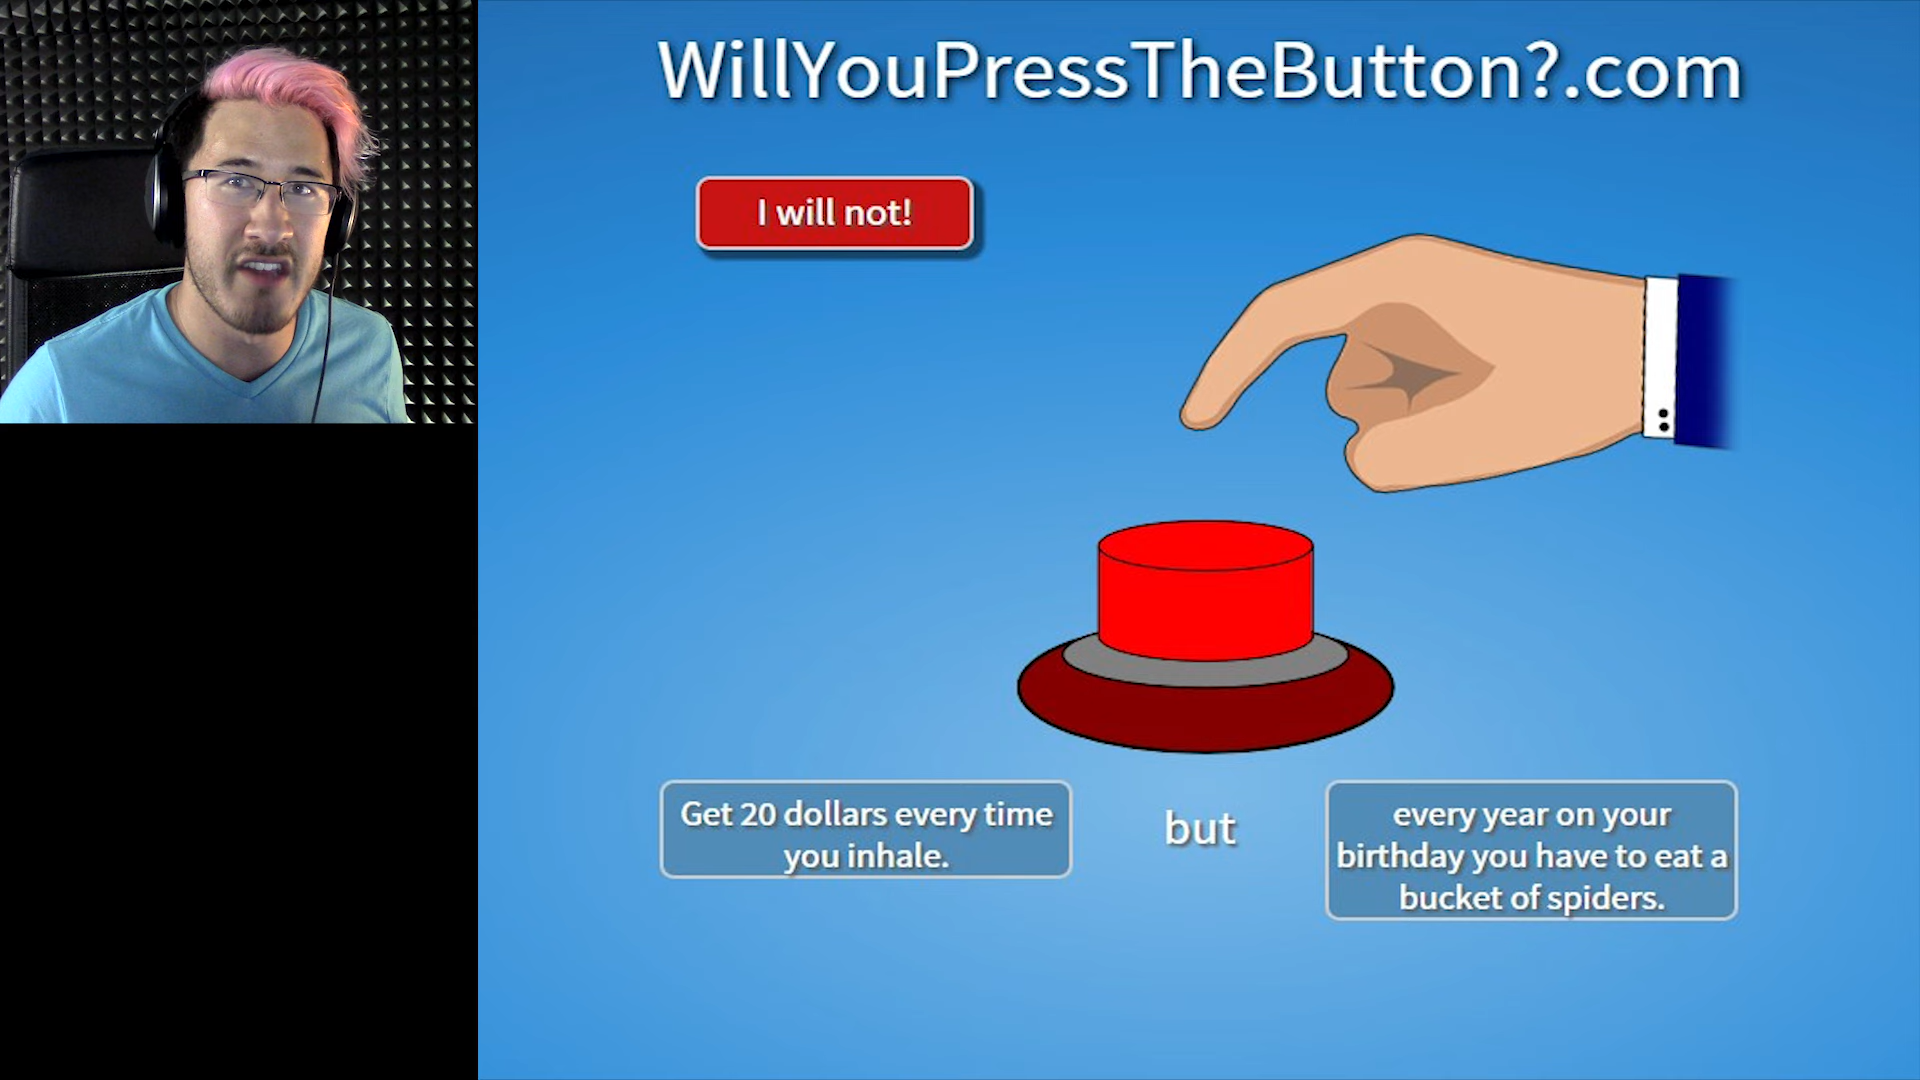 WillYouPressTheButton?.com
I will not!
Get 20 dollars every time
you inhale.
but
every year on your
birthday you have to eat a
bucket of spiders.